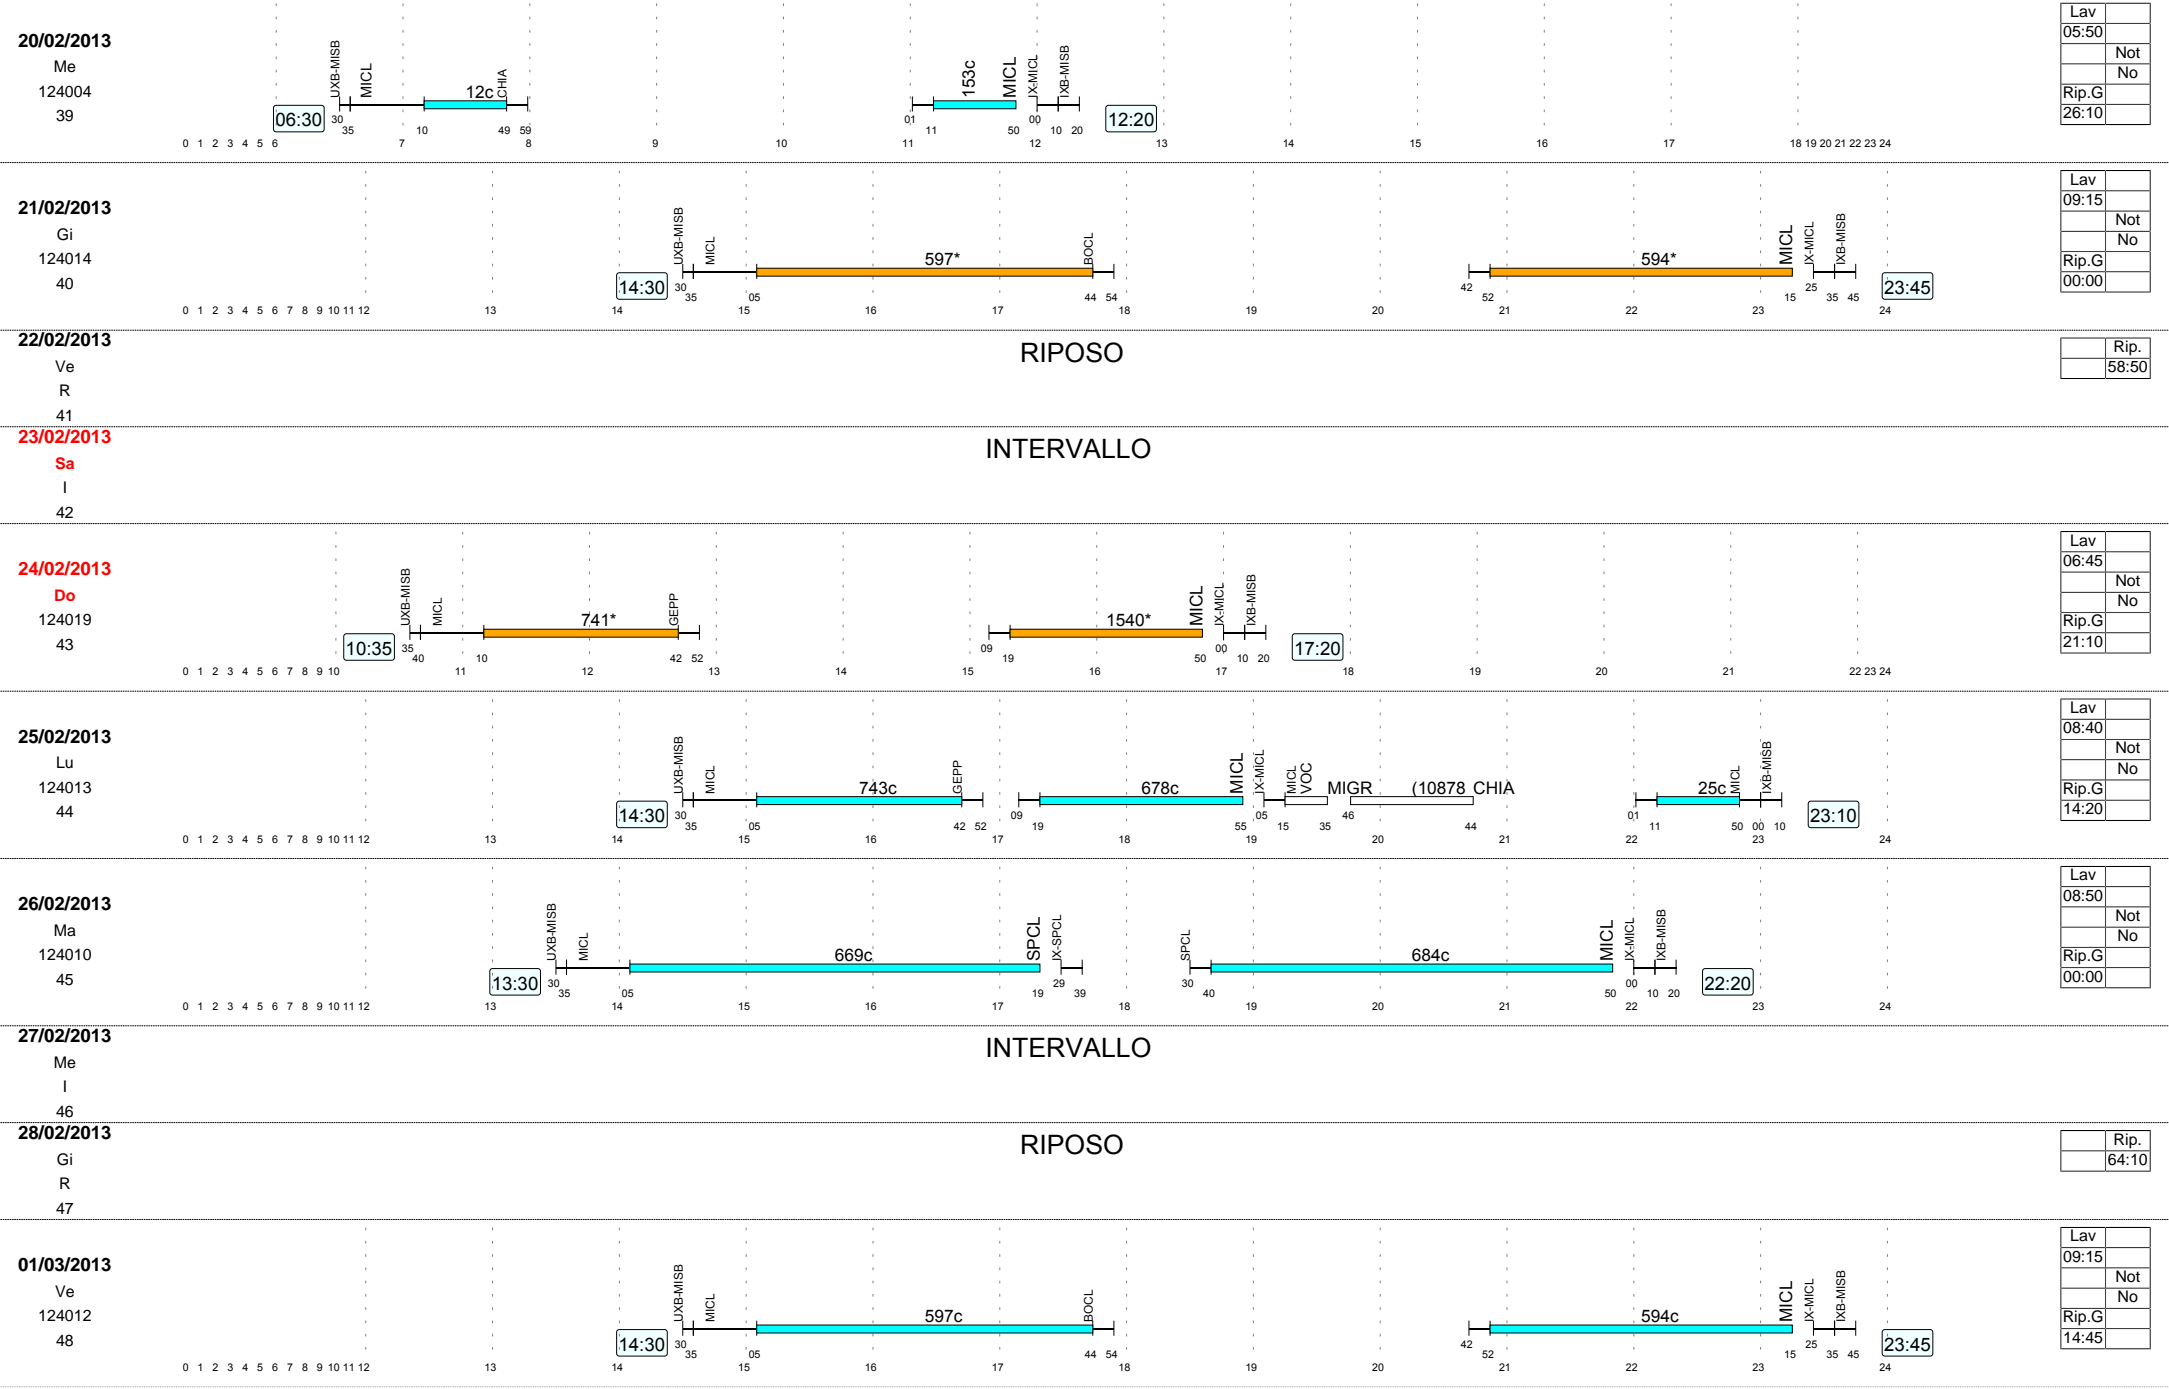 20/02/2013
Me
124004
39
06:30
UXB-MISB
MICL
12c
CHIA
153c
MICL
IX-MICL
IXB-MISB
12:20
30 35 10 49 59 01 11 50 00 10 20
0 1 2 3 4 5 6 7 8 9 10 11 12 13 14 15 16 17 18 19 20 21 22 23 24
Lav
05:50
Not
No
Rip.G
26:10
21/02/2013
Gi
124014
40
14:30
UXB-MISB
MICL
597*
BOCL
594*
MICL
IX-MICL
IXB-MISB
23:45
30 35 05 44 54 42 52 15 25 35 45
0 1 2 3 4 5 6 7 8 9 10 11 12 13 14 15 16 17 18 19 20 21 22 23 24
Lav
09:15
Not
No
Rip.G
00:00
22/02/2013
Ve
R
41
RIPOSO
Rip.
58:50
23/02/2013
Sa
I
42
INTERVALLO
24/02/2013
Do
124019
43
10:35
UXB-MISB
MICL
741*
GEPP
1540*
MICL
IX-MICL
IXB-MISB
17:20
35 40 10 42 52 09 19 50 00 10 20
0 1 2 3 4 5 6 7 8 9 10 11 12 13 14 15 16 17 18 19 20 21 22 23 24
Lav
06:45
Not
No
Rip.G
21:10
25/02/2013
Lu
124013
44
14:30
UXB-MISB
MICL
743c
GEPP
678c
MICL
IX-MICL
MICL
VOC
MIGR
(10878
CHIA
25c
MICL
IXB-MISB
23:10
30 35 05 42 52 09 19 55 05 15 35 46 44 01 11 50 00 10
0 1 2 3 4 5 6 7 8 9 10 11 12 13 14 15 16 17 18 19 20 21 22 23 24
Lav
08:40
Not
No
Rip.G
14:20
26/02/2013
Ma
124010
45
13:30
UXB-MISB
MICL
669c
SPCL
IX-SPCL
SPCL
684c
MICL
IX-MICL
IXB-MISB
22:20
30 35 05 19 29 39 30 40 50 00 10 20
0 1 2 3 4 5 6 7 8 9 10 11 12 13 14 15 16 17 18 19 20 21 22 23 24
Lav
08:50
Not
No
Rip.G
00:00
27/02/2013
Me
I
46
INTERVALLO
28/02/2013
Gi
R
47
RIPOSO
Rip.
64:10
01/03/2013
Ve
124012
48
14:30
UXB-MISB
MICL
597c
BOCL
594c
MICL
IX-MICL
IXB-MISB
23:45
30 35 05 44 54 42 52 15 25 35 45
0 1 2 3 4 5 6 7 8 9 10 11 12 13 14 15 16 17 18 19 20 21 22 23 24
Lav
09:15
Not
No
Rip.G
14:45